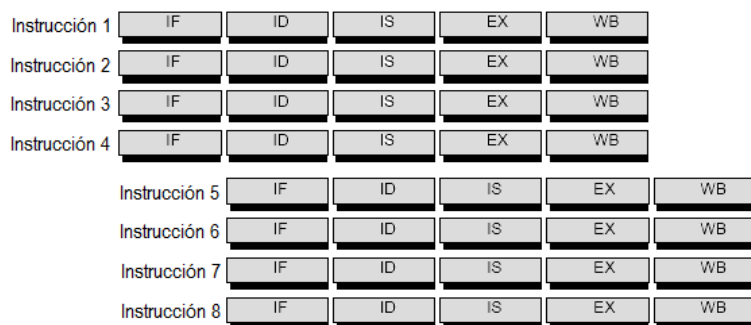 Instrucción 1 IF ID IS EX WB
Instrucción 2 IF ID IS EX WB
Instrucción 3 IF ID IS EX WB
Instrucción 4 IF ID IS EX WB
Instrucción 5 IF ID IS EX WB
Instrucción 6 IF ID IS EX WB
Instrucción 7 IF ID IS EX WB
Instrucción 8 IF ID IS EX WB